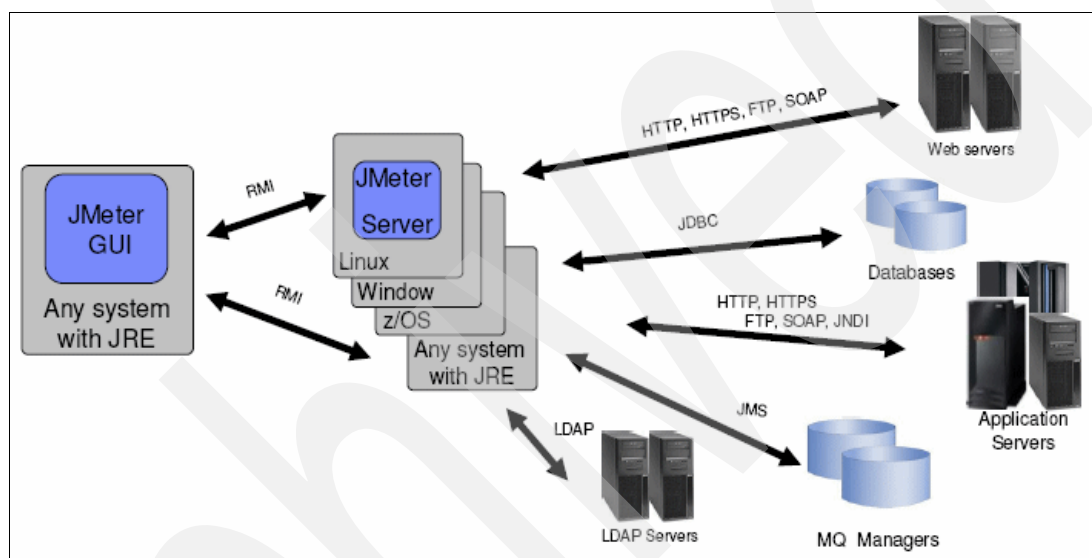 JMeter
GUI
Any system
with JRE
RMI
RMI
JMeter
Server
Linux
Window
z/OS
Any system
with JRE
HTTP, HTTPS, FTP, SOAP
Web servers
JDBC
Databases
HTTP, HTTPS
FTP, SOAP, JNDI
Application
Servers
JMS
MQ Managers
LDAP
LDAP Servers